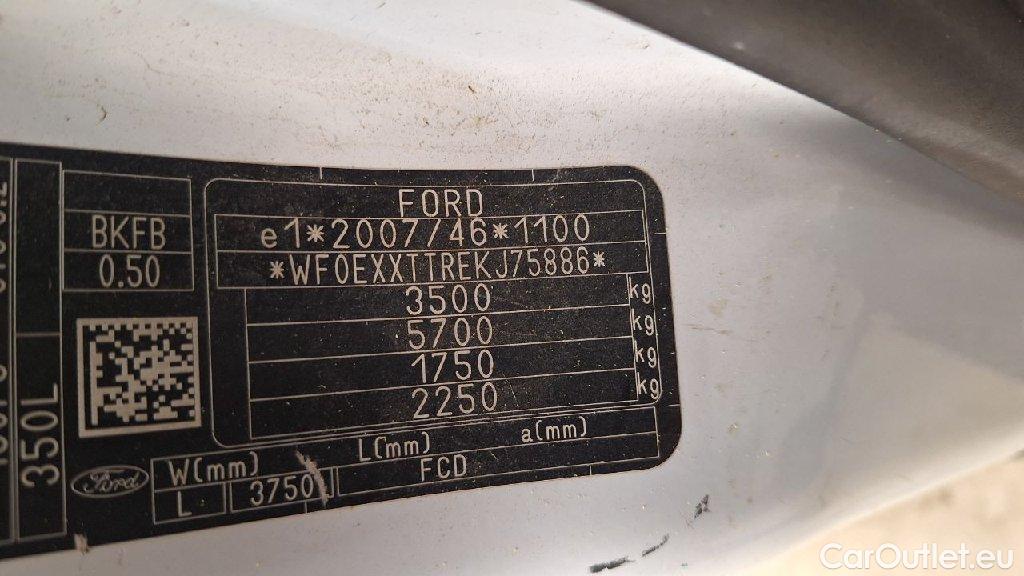 BKFB
0.50
350L
FORD
e1*2007/46*1100
*WF0EXXTTREKJ75886*
3500 kg
5700 kg
1750 kg
2250 kg
Ford
W(mm) L(mm) a(mm)
L 3750 FCD
CarOutlet.eu